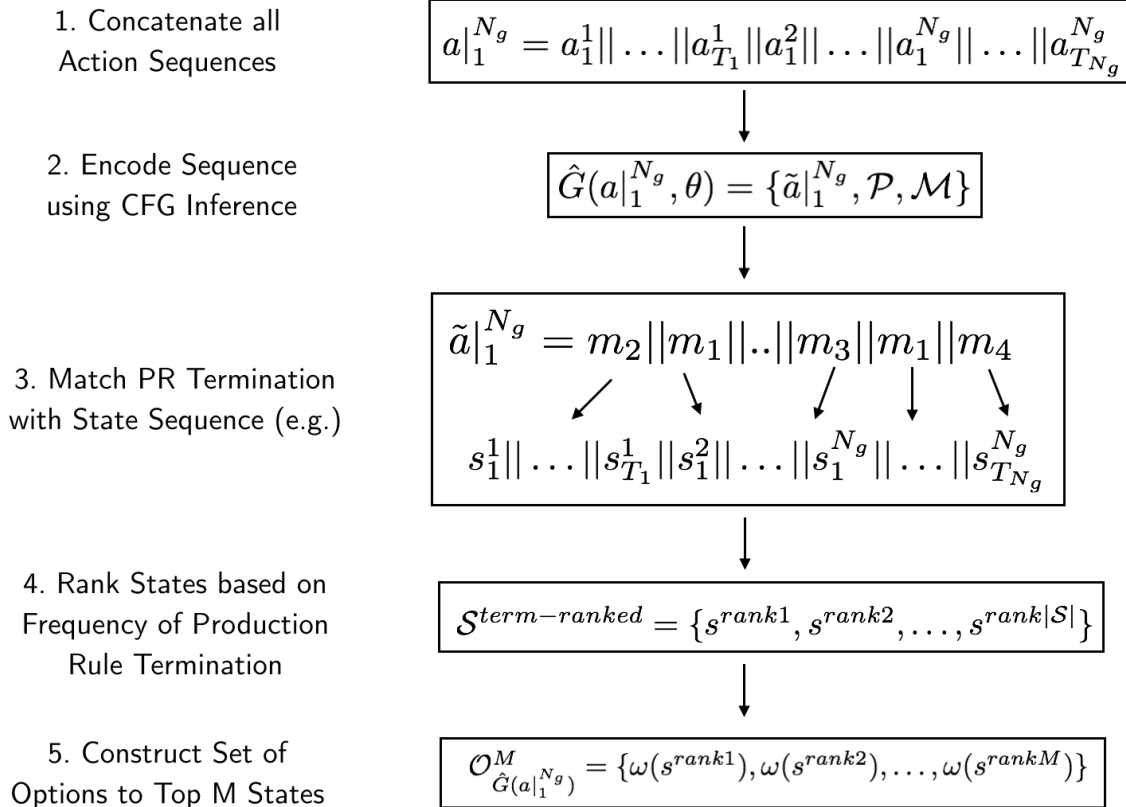 1. Concatenate all
Action Sequences
a|_1^{N_g} = a_1^1|| . . . ||a_{T_1}^1||a_1^2|| . . . ||a_1^{N_g}|| . . . ||a_{T_{N_g}}^{N_g}
2. Encode Sequence
using CFG Inference
Ĝ(a|_1^{N_g}, θ) = {ã|_1^{N_g}, 𝒫, ℳ}
3. Match PR Termination
with State Sequence (e.g.)
ã|_1^{N_g} = m_2||m_1||..||m_3||m_1||m_4
s_1^1|| . . . ||s_{T_1}^1||s_1^2|| . . . ||s_1^{N_g}|| . . . ||s_{T_{N_g}}^{N_g}
4. Rank States based on
Frequency of Production
Rule Termination
𝒮^{term−ranked} = {s^{rank1}, s^{rank2}, . . . , s^{rank|𝒮|}}
5. Construct Set of
Options to Top M States
𝒪_{Ĝ(a|_1^{N_g})}^M = {ω(s^{rank1}), ω(s^{rank2}), . . . , ω(s^{rankM})}